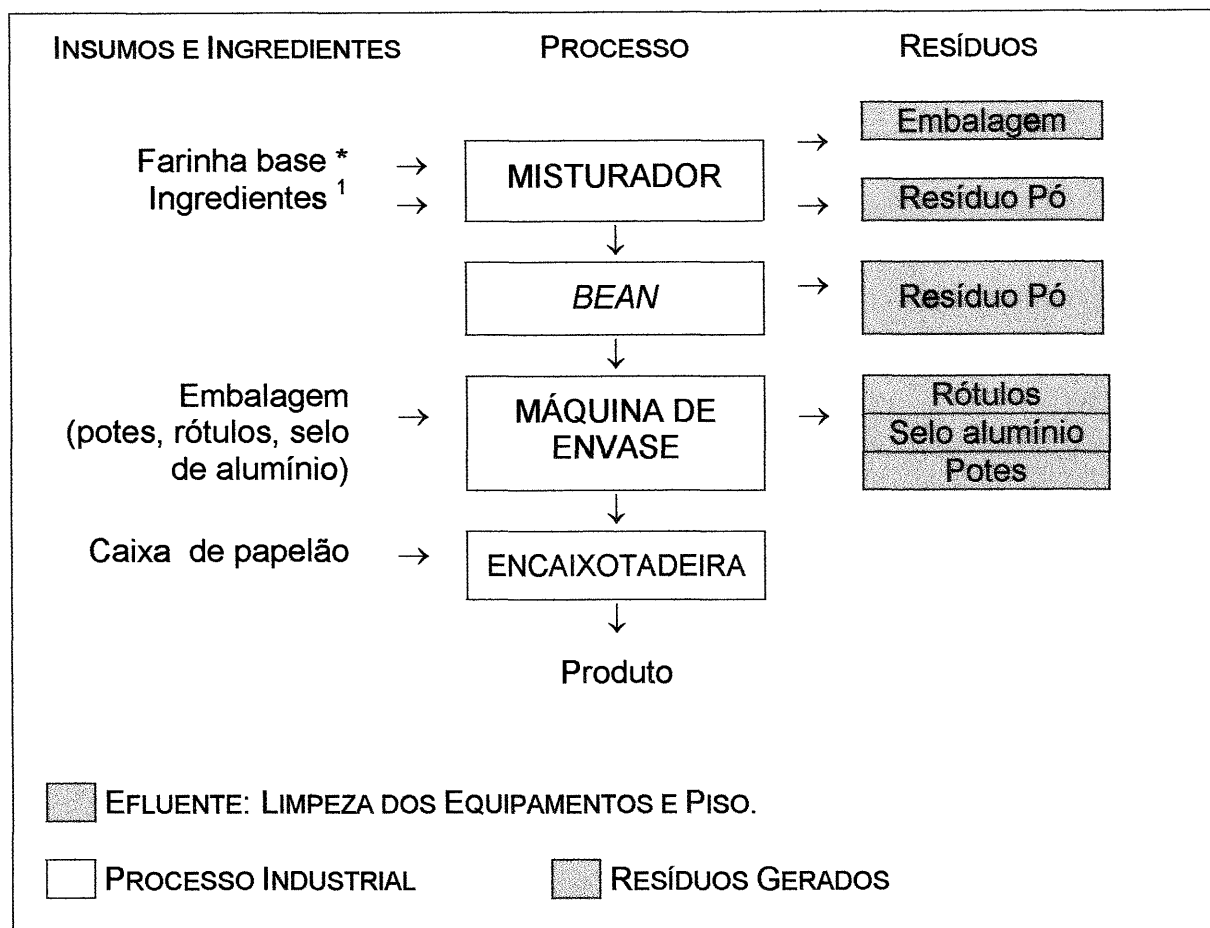 INSUMOS E INGREDIENTES PROCESSO RESÍDUOS
Embalagem
Farinha base * → MISTURADOR →
Ingredientes ¹ → → Resíduo Pó
↓
BEAN → Resíduo Pó
↓
Embalagem
(potes, rótulos, selo
de alumínio)
→ MÁQUINA DE
ENVASE →
Rótulos
Selo alumínio
Potes
↓
Caixa de papelão → ENCAIXOTADEIRA
↓
Produto
EFLUENTE: LIMPEZA DOS EQUIPAMENTOS E PISO.
PROCESSO INDUSTRIAL RESÍDUOS GERADOS